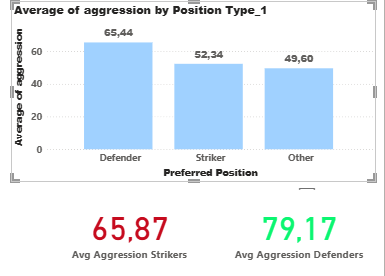 Average of aggression by Position Type_1
Average of aggression
60
40
20
0
65,44
52,34
49,60
Defender Striker Other
Preferred Position
65,87 79,17
Avg Aggression Strikers Avg Aggression Defenders